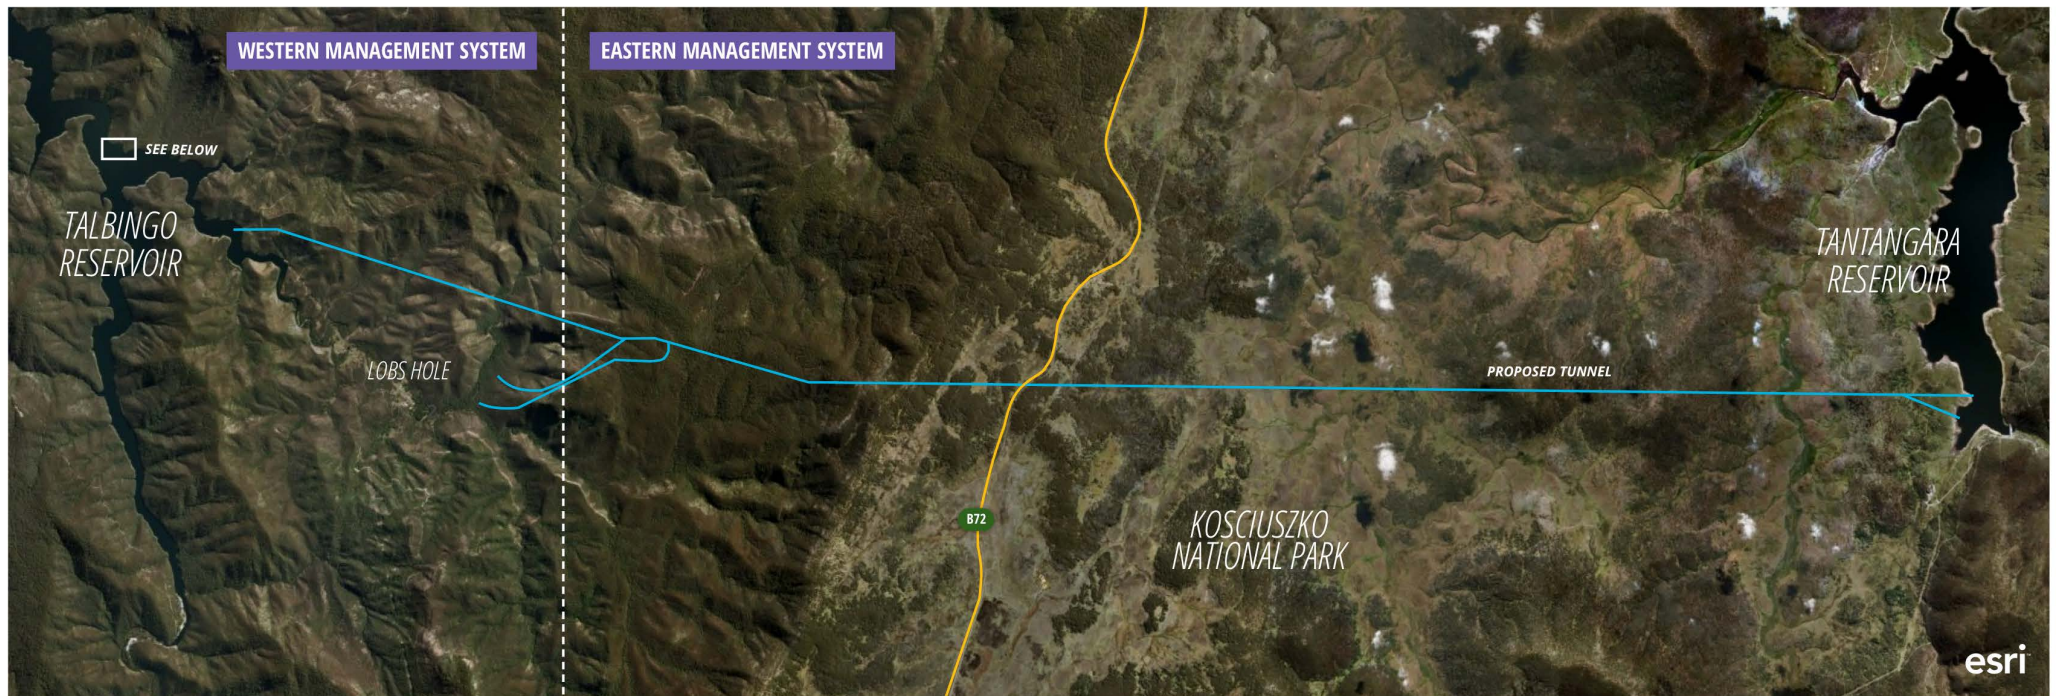 WESTERN MANAGEMENT SYSTEM
EASTERN MANAGEMENT SYSTEM
SEE BELOW
TALBINGO
RESERVOIR
TANTANGARA
RESERVOIR
LOBS HOLE
PROPOSED TUNNEL
B72
KOSCIUSZKO
NATIONAL PARK
esri